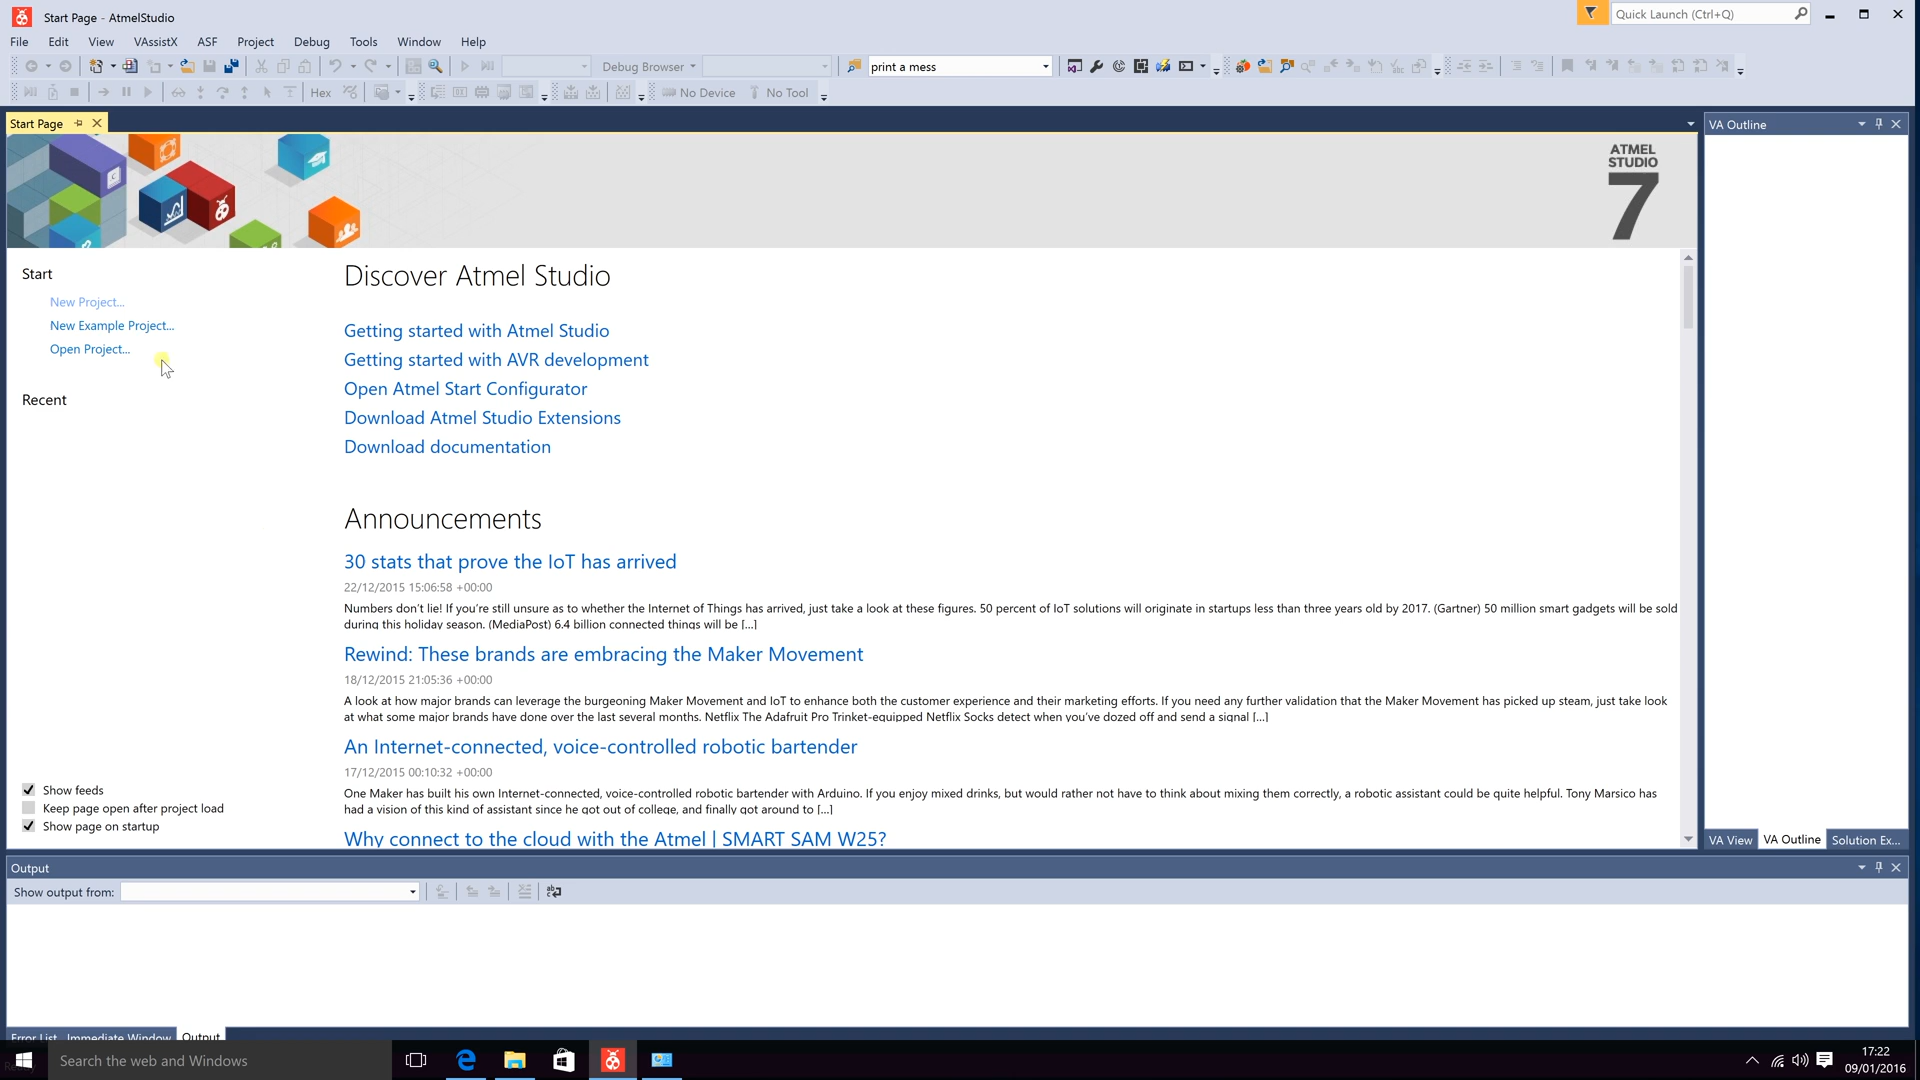 Start Page - AtmelStudio
Quick Launch (Ctrl+Q)
File Edit View VAssistX ASF Project Debug Tools Window Help
Debug Browser
print a mess
Hex
No Device
No Tool
Start Page
VA Outline
ATMEL
STUDIO
7
Start
New Project...
New Example Project...
Open Project...
Recent
Discover Atmel Studio
Getting started with Atmel Studio
Getting started with AVR development
Open Atmel Start Configurator
Download Atmel Studio Extensions
Download documentation
Announcements
30 stats that prove the IoT has arrived
22/12/2015 15:06:58 +00:00
Numbers don't lie! If you're still unsure as to whether the Internet of Things has arrived, just take a look at these figures. 50 percent of IoT solutions will originate in startups less than three years old by 2017. (Gartner) 50 million smart gadgets will be sold
during this holiday season. (MediaPost) 6.4 billion connected things will be [...]
Rewind: These brands are embracing the Maker Movement
18/12/2015 21:05:36 +00:00
A look at how major brands can leverage the burgeoning Maker Movement and IoT to enhance both the customer experience and their marketing efforts. If you need any further validation that the Maker Movement has picked up steam, just take look
at what some major brands have done over the last several months. Netflix The Adafruit Pro Trinket-equipped Netflix Socks detect when you've dozed off and send a signal [...]
An Internet-connected, voice-controlled robotic bartender
17/12/2015 00:10:32 +00:00
One Maker has built his own Internet-connected, voice-controlled robotic bartender with Arduino. If you enjoy mixed drinks, but would rather not have to think about mixing them correctly, a robotic assistant could be quite helpful. Tony Marsico has
had a vision of this kind of assistant since he got out of college, and finally got around to [...]
Why connect to the cloud with the Atmel | SMART SAM W25?
Show feeds
Keep page open after project load
Show page on startup
VA View VA Outline Solution Ex...
Output
Show output from:
Error List Immediate Window Output
Search the web and Windows
17:22
09/01/2016